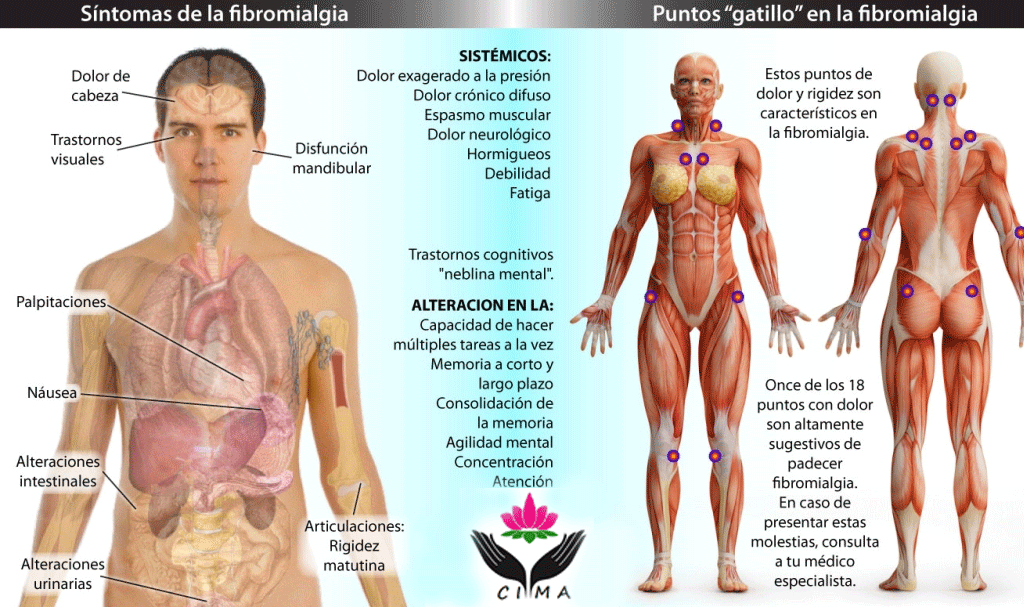 Síntomas de la fibromialgia
Dolor de
cabeza
Trastornos
visuales
Disfunción
mandibular
Palpitaciones
Náusea
Alteraciones
intestinales
Alteraciones
urinarias
Articulaciones:
Rigidez
matutina
SISTÉMICOS:
Dolor exagerado a la presión
Dolor crónico difuso
Espasmo muscular
Dolor neurológico
Hormigueos
Debilidad
Fatiga
Trastornos cognitivos
"neblina mental".
ALTERACION EN LA:
Capacidad de hacer
múltiples tareas a la vez
Memoria a corto y
largo plazo
Consolidación de
la memoria
Agilidad mental
Concentración
Atención
CIMA
Puntos “gatillo” en la fibromialgia
Estos puntos de
dolor y rigidez son
característicos en
la fibromialgia.
Once de los 18
puntos con dolor
son altamente
sugestivos de
padecer
fibromialgia.
En caso de
presentar estas
molestias, consulta
a tu médico
especialista.